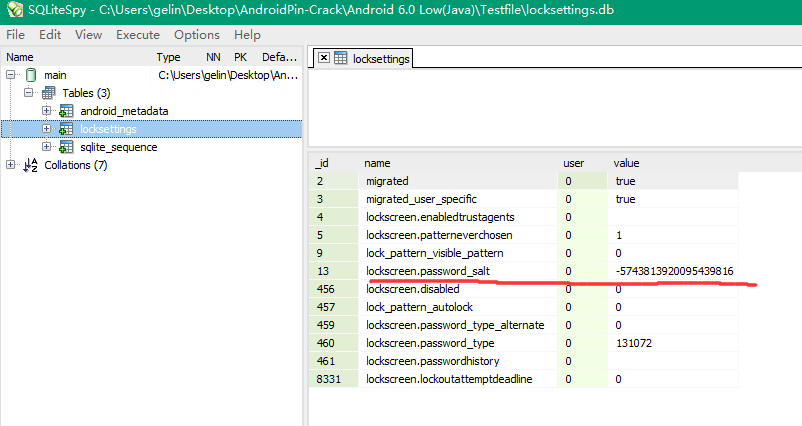 SQLiteSpy - C:\Users\gelin\Desktop\AndroidPin-Crack\Android 6.0 Low(Java)\Testfile\locksettings.db
File Edit View Execute Options Help
Name Type NN PK Defa...
main C:\Users\gelin\Desktop\An...
Tables (3)
android_metadata
locksettings
sqlite_sequence
Collations (7)
locksettings
_id name user value
2 migrated 0 true
3 migrated_user_specific 0 true
4 lockscreen.enabledtrustagents 0
5 lockscreen.patterneverchosen 0 1
9 lock_pattern_visible_pattern 0 0
13 lockscreen.password_salt 0 -5743813920095439816
456 lockscreen.disabled 0 0
457 lock_pattern_autolock 0 0
459 lockscreen.password_type_alternate 0 0
460 lockscreen.password_type 0 131072
461 lockscreen.passwordhistory 0
8331 lockscreen.lockoutattemptdeadline 0 0